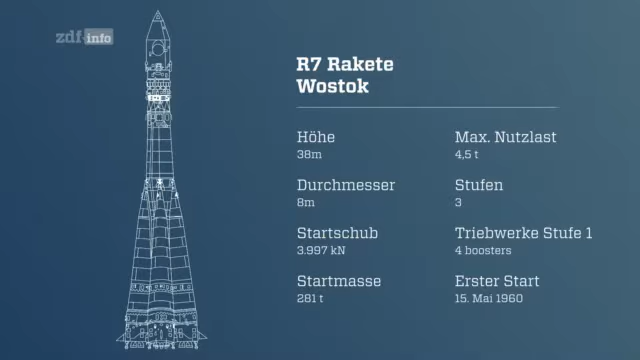 zdf info
R7 Rakete
Wostok
Höhe
38m
Max. Nutzlast
4,5 t
Durchmesser
8m
Stufen
3
Startschub
3.997 kN
Triebwerke Stufe 1
4 boosters
Startmasse
281 t
Erster Start
15. Mai 1960